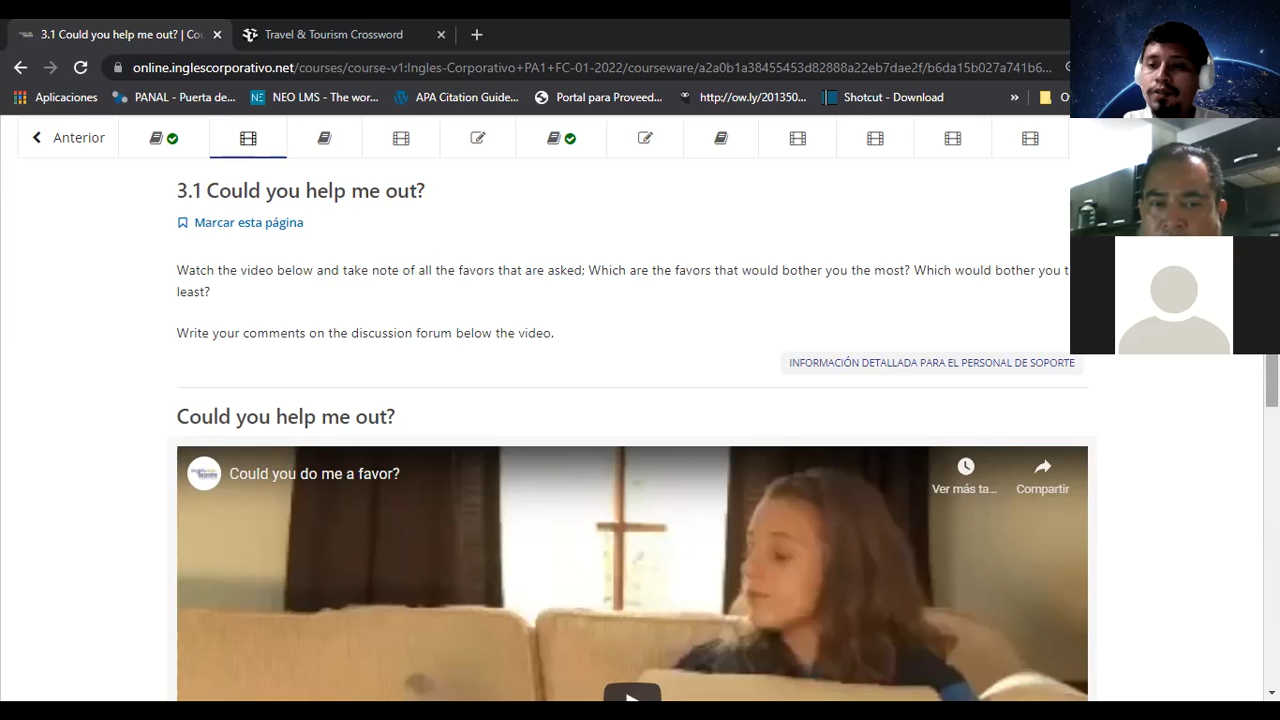 3.1 Could you help me out? | Cou
Travel & Tourism Crossword
online.inglescorporativo.net/courses/course-v1:Ingles-corporativo+PA1+FC-01-2022/courseware/
Aplicaciones
PANAL - Puerta de...
NEO LMS - The wor...
APA Citation Guide...
Portal para Proveed...
http://ow.ly/201350...
Shotcut - Download
»
Anterior
3.1 Could you help me out?
Marcar esta página
Watch the video below and take note of all the favors that are asked; Which are the favors that would bother you the most? Which would bother you t
least?
Write your comments on the discussion forum below the video.
INFORMACIÓN DETALLADA PARA EL PERSONAL DE SOPORTE
Could you help me out?
Could you do me a favor?
Ver más ta...
Compartir